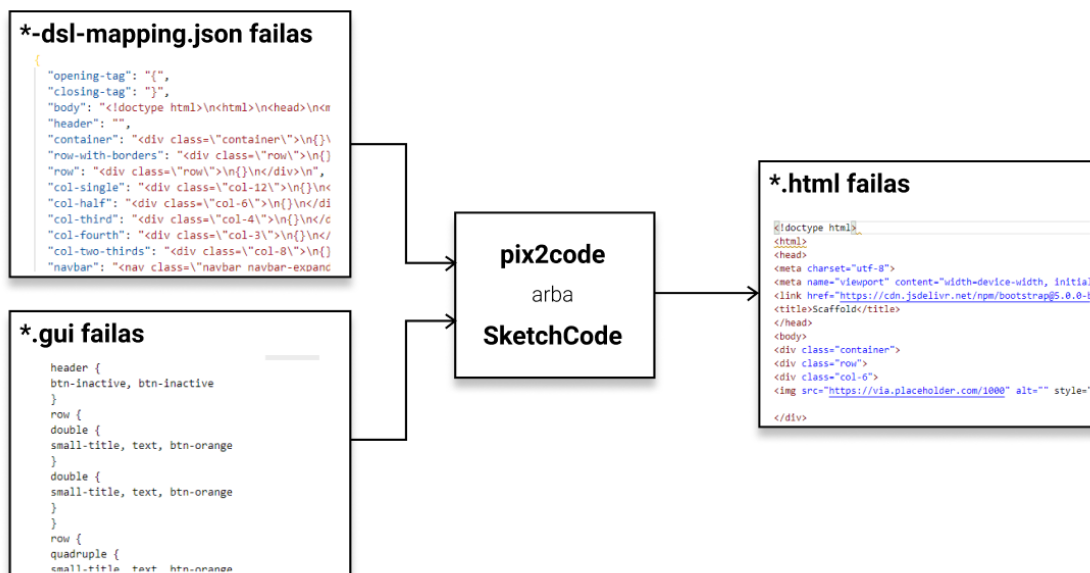 *-dsl-mapping.json failas
{
"opening-tag": "{",
"closing-tag": "}",
"body": "<!doctype html>\n<html>\n<head>\n<m
"header": "",
"container": "<div class=\"container\">\n{}\
"row-with-borders": "<div class=\"row\">\n{}
"row": "<div class=\"row\">\n{}\n</div>\n",
"col-single": "<div class=\"col-12\">\n{}\n<
"col-half": "<div class=\"col-6\">\n{}\n</di
"col-third": "<div class=\"col-4\">\n{}\n</c
"col-fourth": "<div class=\"col-3\">\n{}\n</
"col-two-thirds": "<div class=\"col-8\">\n{}
"navbar": "<nav class=\"navbar navbar-expand
*.gui failas
header {
btn-inactive, btn-inactive
}
row {
double {
small-title, text, btn-orange
}
double {
small-title, text, btn-orange
}
}
row {
quadruple {
small-title, text, btn-orange
pix2code
arba
SketchCode
*.html failas
<!doctype html>
<html>
<head>
<meta charset="utf-8">
<meta name="viewport" content="width=device-width, initial
<link href="https://cdn.jsdelivr.net/npm/bootstrap@5.0.0-b
<title>Scaffold</title>
</head>
<body>
<div class="container">
<div class="row">
<div class="col-6">
<img src="https://via.placeholder.com/1000" alt="" style="
</div>